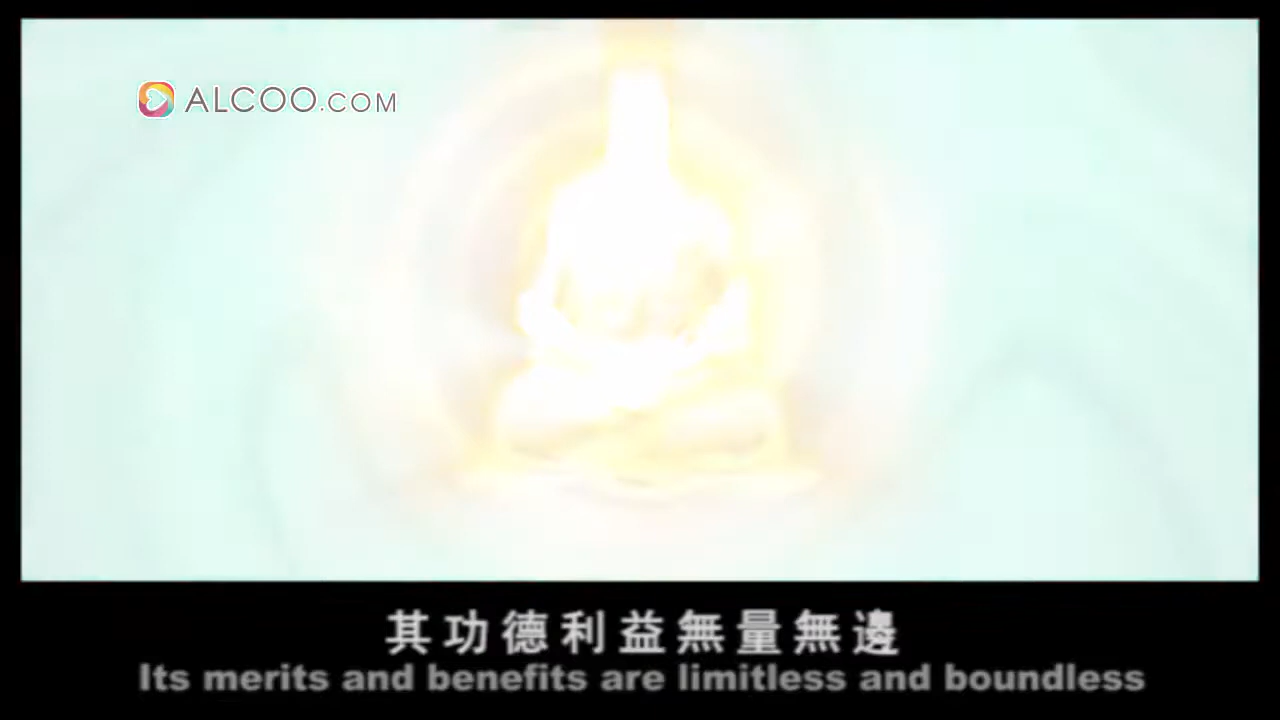 ALCOO.COM
其功德利益無量無邊
Its merits and benefits are limitless and boundless